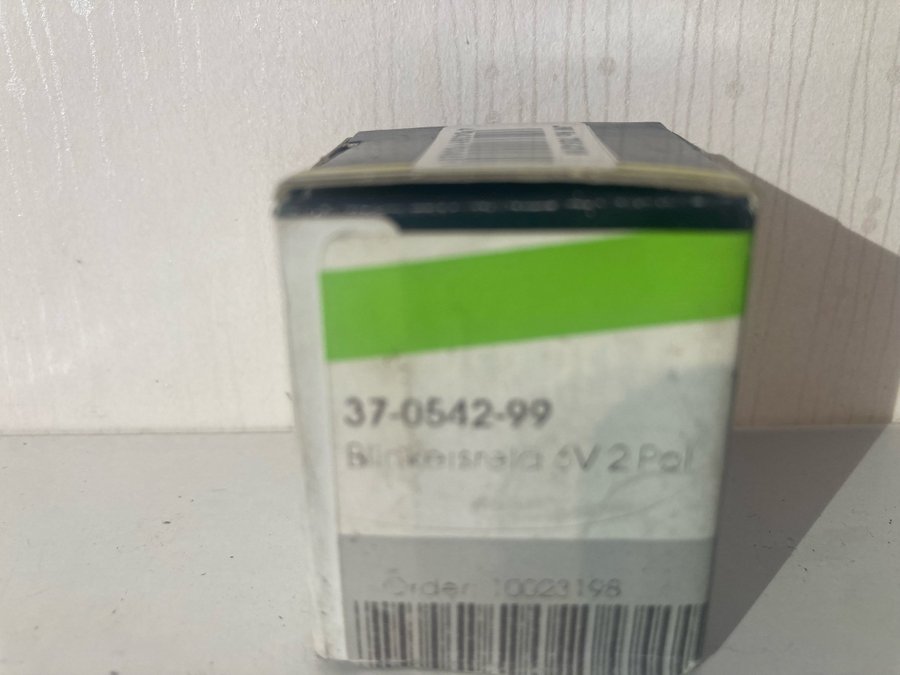 37-0542-99
Blinkersrelä 6V 2 Pol
Order: 10023198